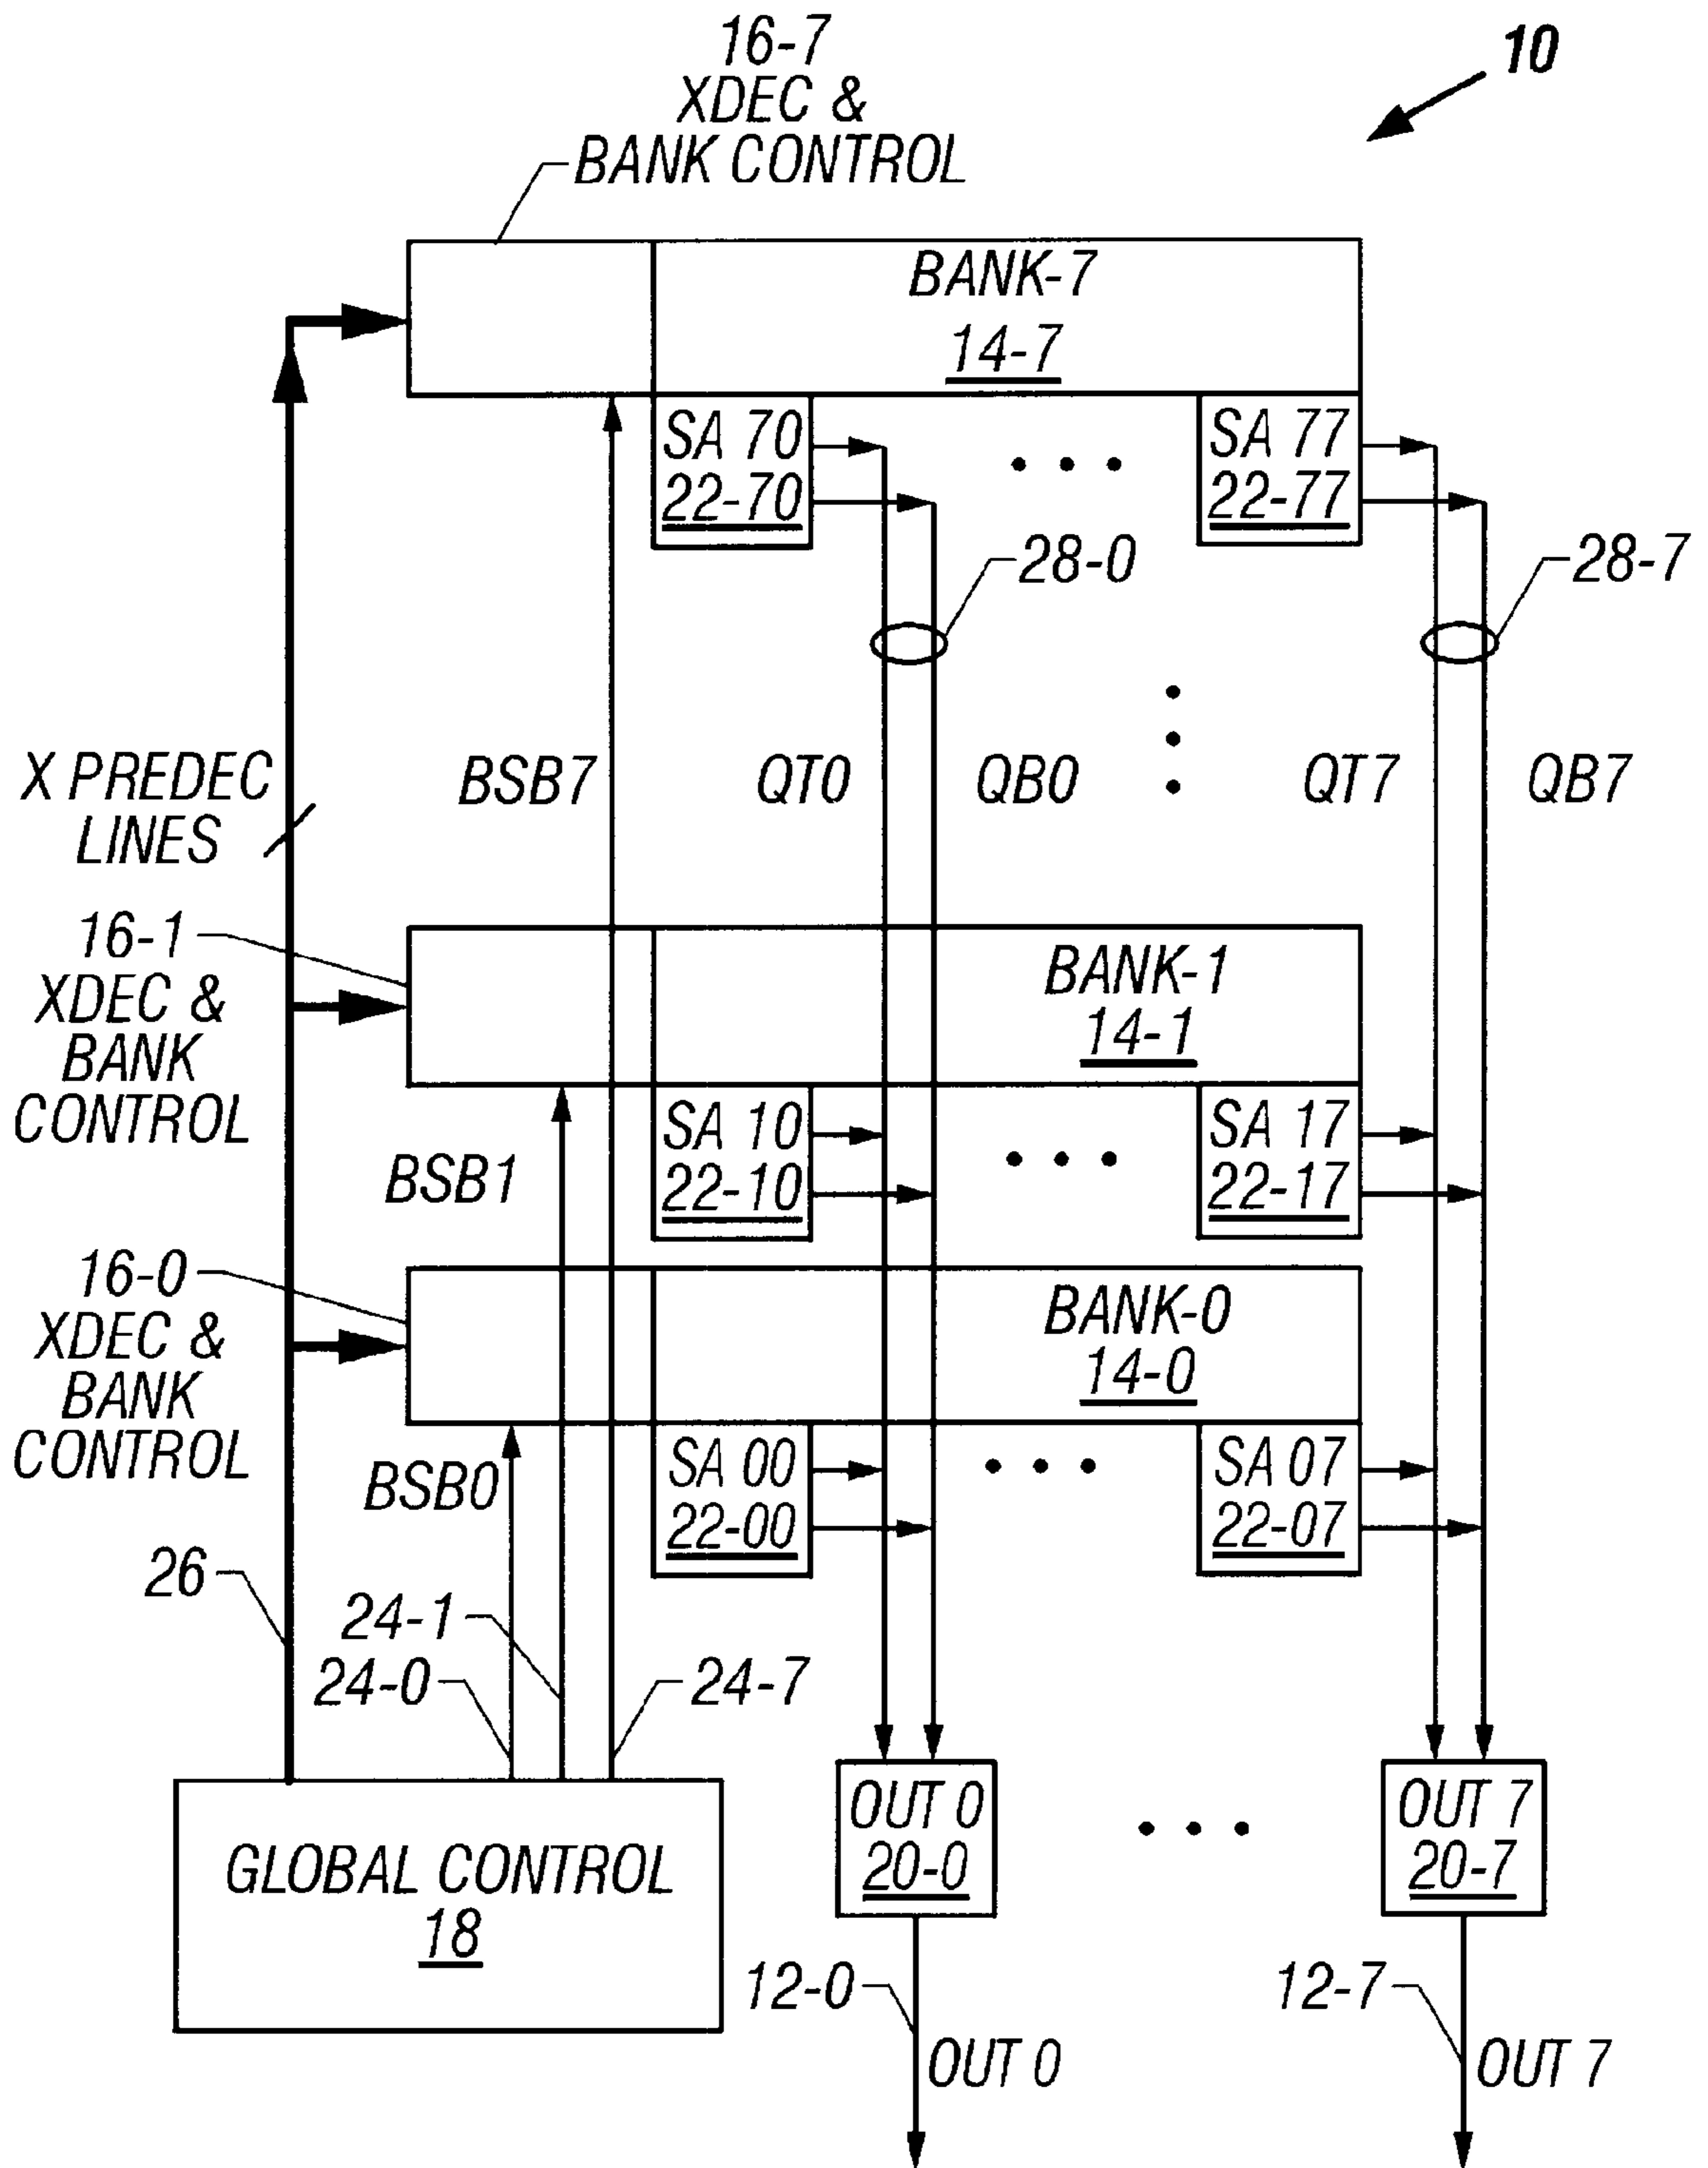 10
16-7
XDEC &
BANK CONTROL
BANK-7
14-7
SA 70
22-70
SA 77
22-77
28-0
28-7
X PREDEC
LINES
BSB7
QT0
QB0
QT7
QB7
16-1
XDEC &
BANK
CONTROL
BANK-1
14-1
SA 10
22-10
SA 17
22-17
BSB1
16-0
XDEC &
BANK
CONTROL
BANK-0
14-0
SA 00
22-00
SA 07
22-07
BSB0
26
24-1
24-0
24-7
GLOBAL CONTROL
18
OUT 0
20-0
OUT 7
20-7
12-0
OUT 0
12-7
OUT 7